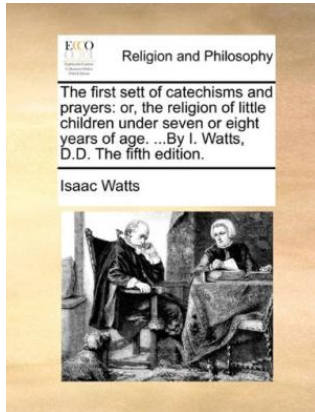 ECCO
Religion and Philosophy
The first sett of catechisms and
prayers: or, the religion of little
children under seven or eight
years of age. ...By I. Watts,
D.D. The fifth edition.
Isaac Watts